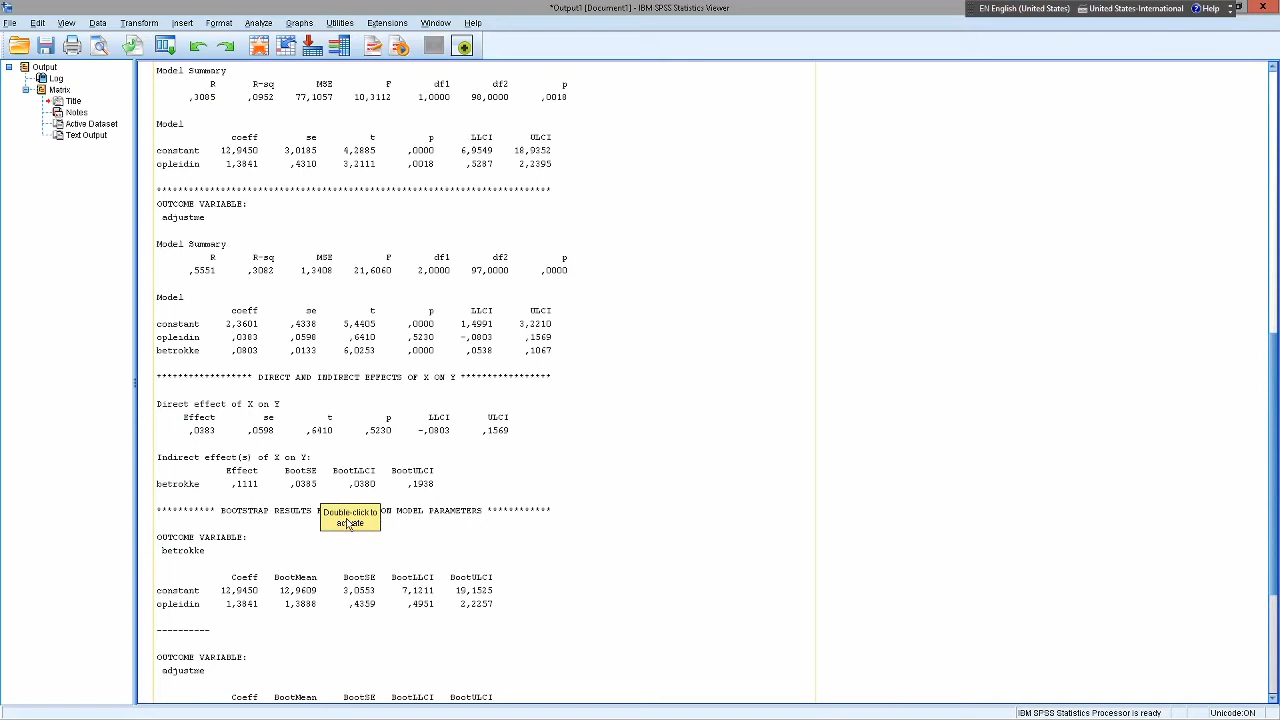 *Output1 [Document1] - IBM SPSS Statistics Viewer
EN English (United States) United States-International Help
File Edit View Data Transform Insert Format Analyze Graphs Utilities Extensions Window Help
Output
Log
Matrix
Title
Notes
Active Dataset
Text Output
Model Summary
R R-sq MSE F df1 df2 p
,3085 ,0952 77,1057 10,3112 1,0000 98,0000 ,0018
Model
coeff se t p LLCI ULCI
constant 12,9450 3,0185 4,2885 ,0000 6,9549 18,9352
opleidin 1,3841 ,4310 3,2111 ,0018 ,5287 2,2395
**************************************************************************
OUTCOME VARIABLE:
adjustme
Model Summary
R R-sq MSE F df1 df2 p
,5551 ,3082 1,3408 21,6060 2,0000 97,0000 ,0000
Model
coeff se t p LLCI ULCI
constant 2,3601 ,4338 5,4405 ,0000 1,4991 3,2210
opleidin ,0383 ,0598 ,6410 ,5230 -,0803 ,1569
betrokke ,0803 ,0133 6,0253 ,0000 ,0538 ,1067
****************** DIRECT AND INDIRECT EFFECTS OF X ON Y *****************
Direct effect of X on Y
Effect se t p LLCI ULCI
,0383 ,0598 ,6410 ,5230 -,0803 ,1569
Indirect effect(s) of X on Y:
Effect BootSE BootLLCI BootULCI
betrokke ,1111 ,0385 ,0380 ,1938
*********** BOOTSTRAP RESULTS ON MODEL PARAMETERS ************
Double-click to
activate
OUTCOME VARIABLE:
betrokke
Coeff BootMean BootSE BootLLCI BootULCI
constant 12,9450 12,9609 3,0553 7,1211 19,1525
opleidin 1,3841 1,3888 ,4359 ,4951 2,2257
----------
OUTCOME VARIABLE:
adjustme
Coeff BootMean BootSE BootLLCI BootULCI
IBM SPSS Statistics Processor is ready Unicode:ON